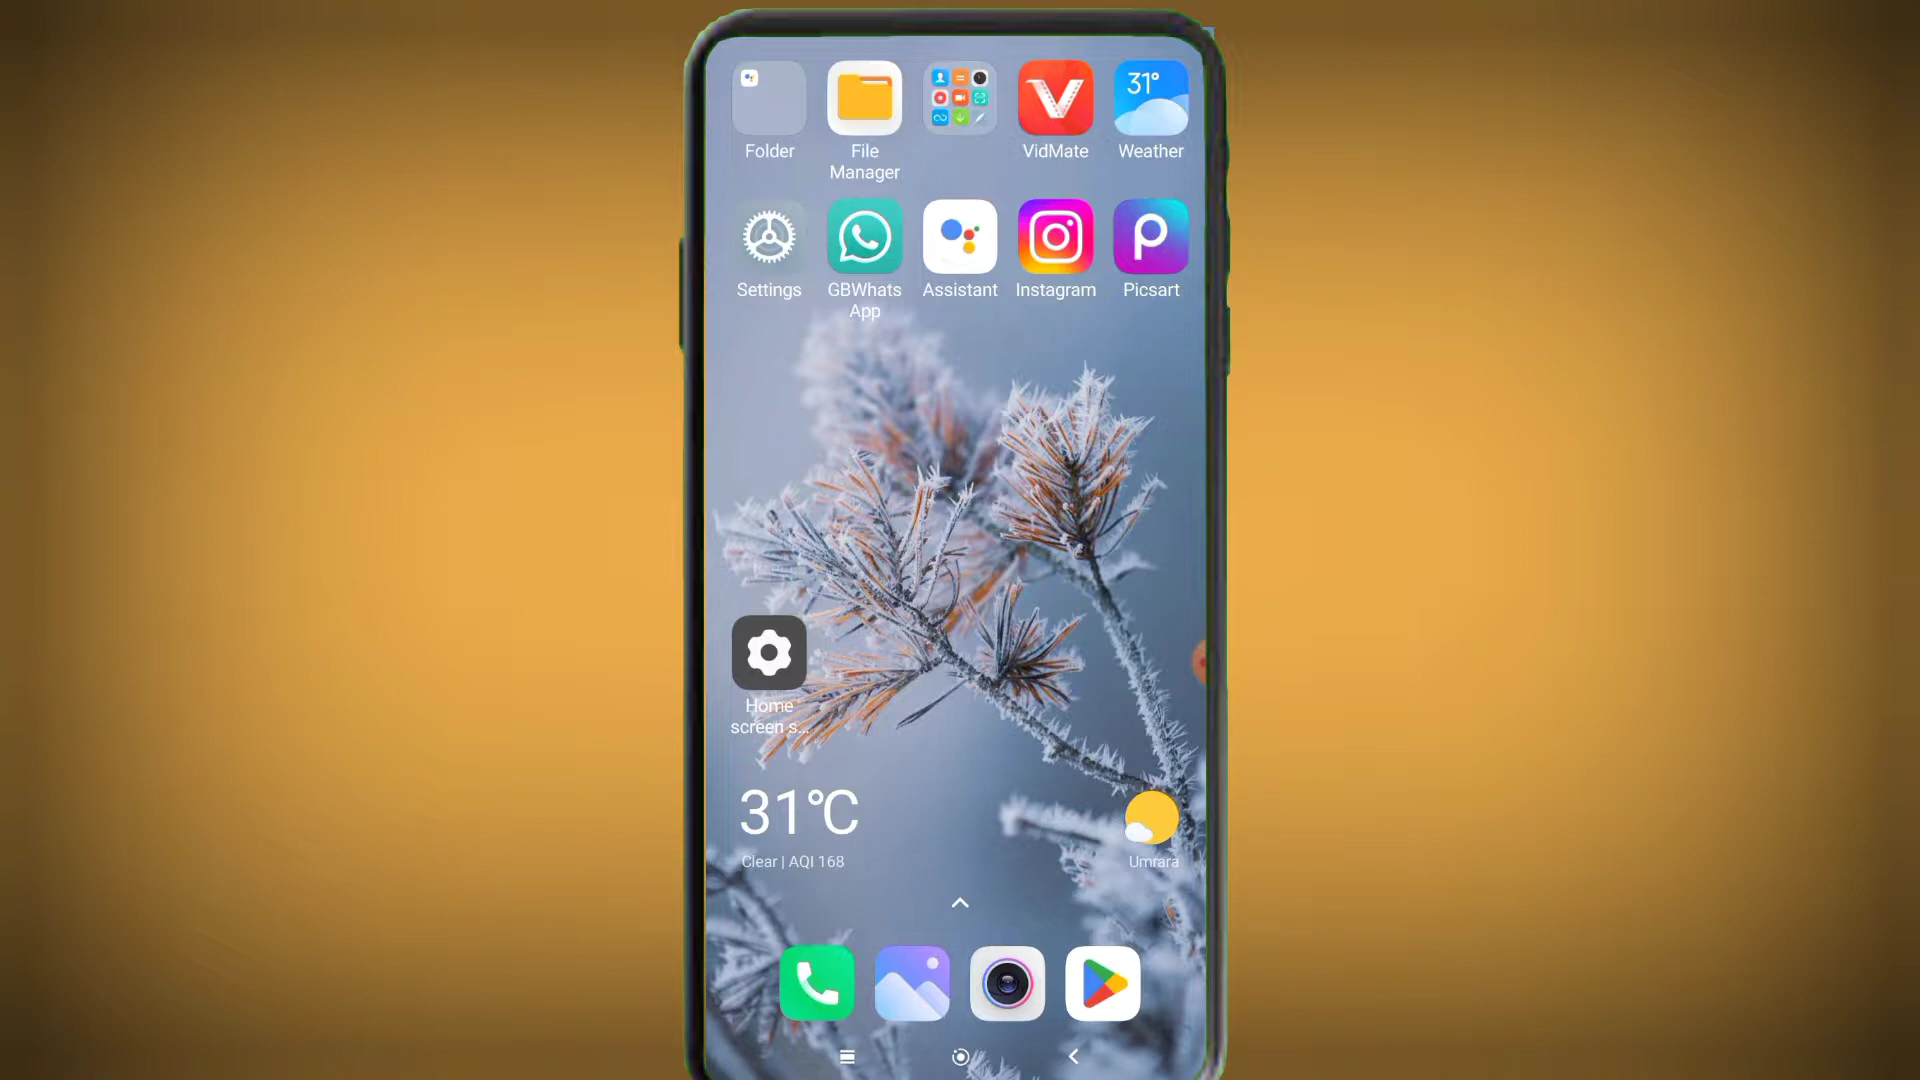 31°
Folder
File
Manager
VidMate
Weather
Settings
GBWhats
App
Assistant
Instagram
Picsart
Home
screen s...
31°C
Clear | AQI 168
Umrara